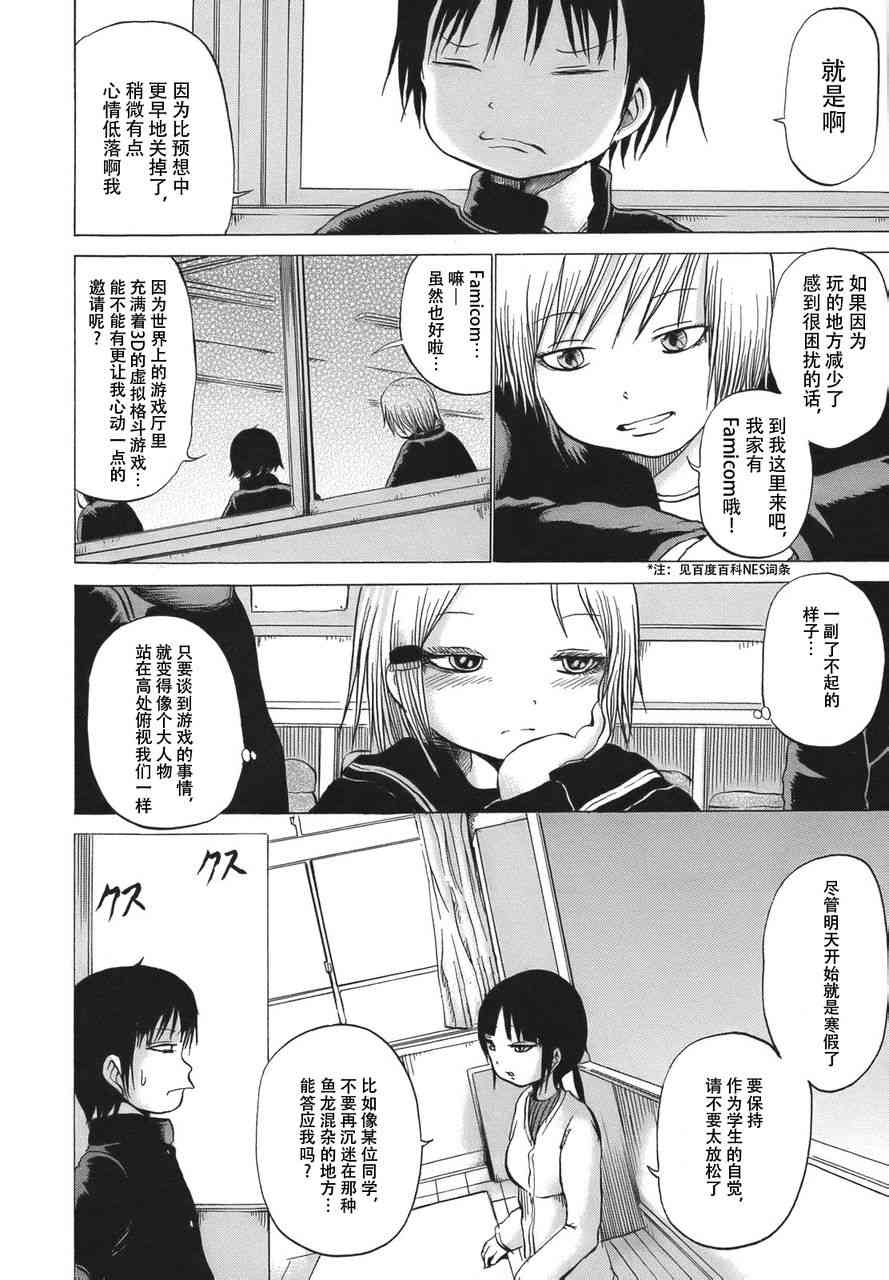 就是啊
因为比预想中
更早地关掉了，
稍微有点
心情低落啊我
如果因为
玩的地方减少了
感到很困扰的话，
到我这里来吧，
我家有
Famicom哦！
*注：见百度百科NES词条
Famicom…
嘛—
虽然也好啦…
因为世界上的游戏厅里
充满着3D的虚拟格斗游戏…
能不能有更让我心动一点的
邀请呢？
一副了不起的
样子…
只要谈到游戏的事情，
就变得像个大人物
站在高处俯视我们一样
尽管明天开始就是寒假了
要保持
作为学生的自觉，
请不要太放松了
比如像某位同学，
不要再沉迷在那种
鱼龙混杂的地方…
能答应我吗？
クス
クス